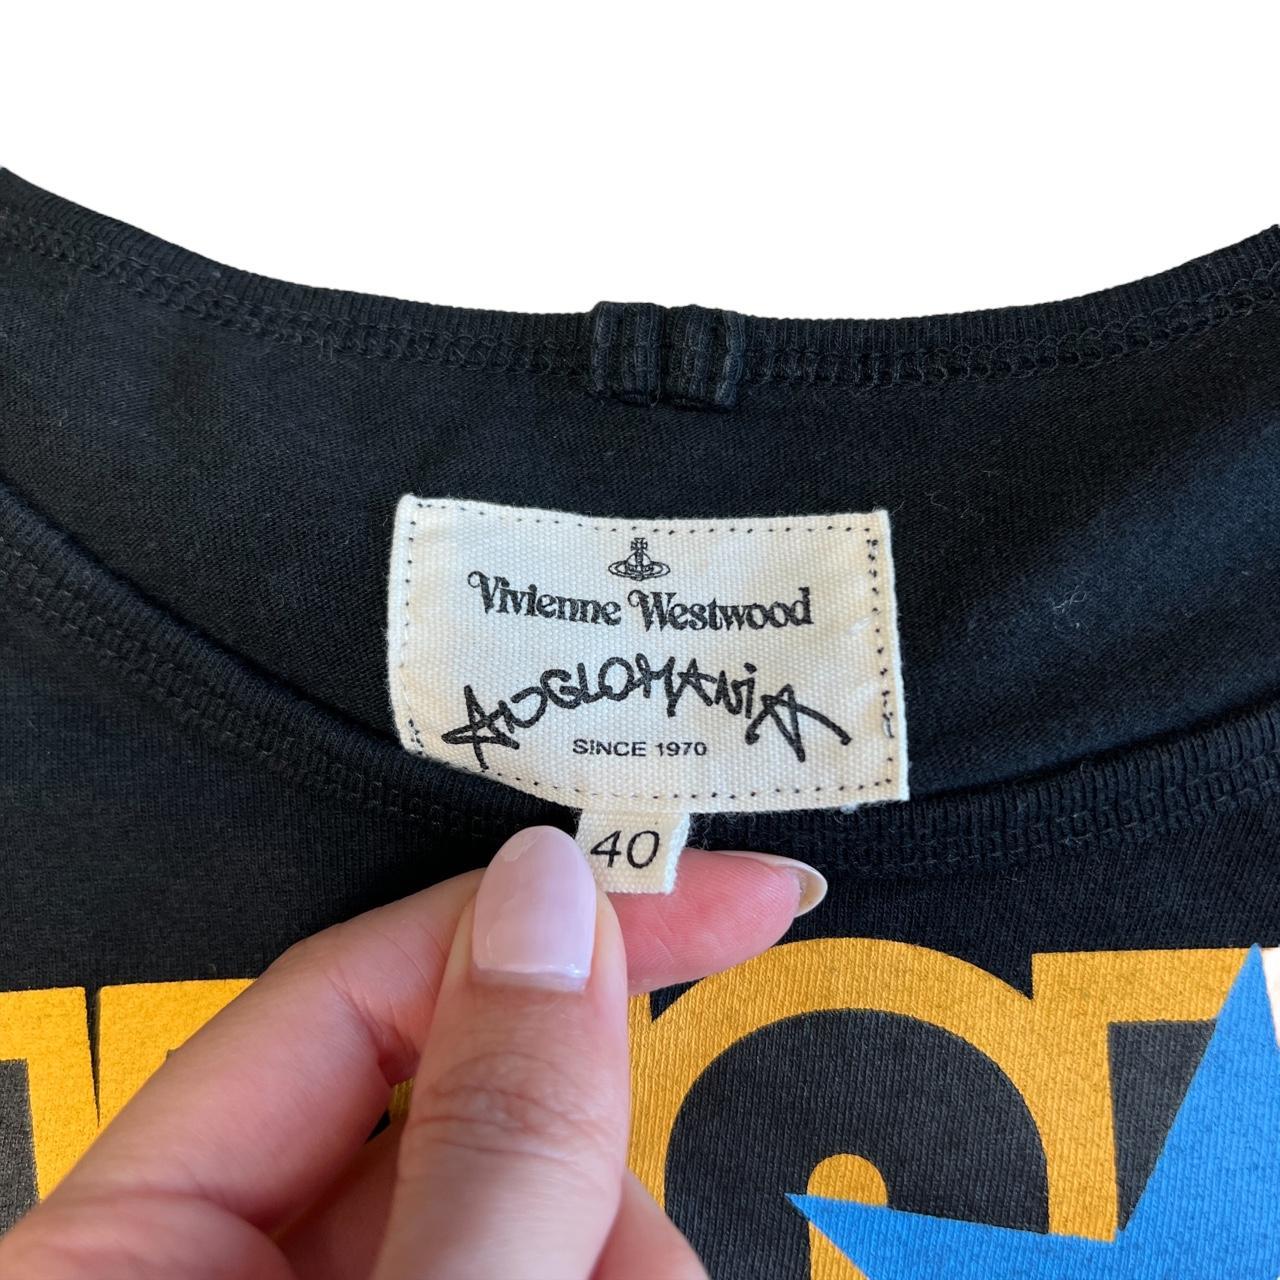 Vivienne Westwood
ANGLOMANiA
SINCE 1970
40